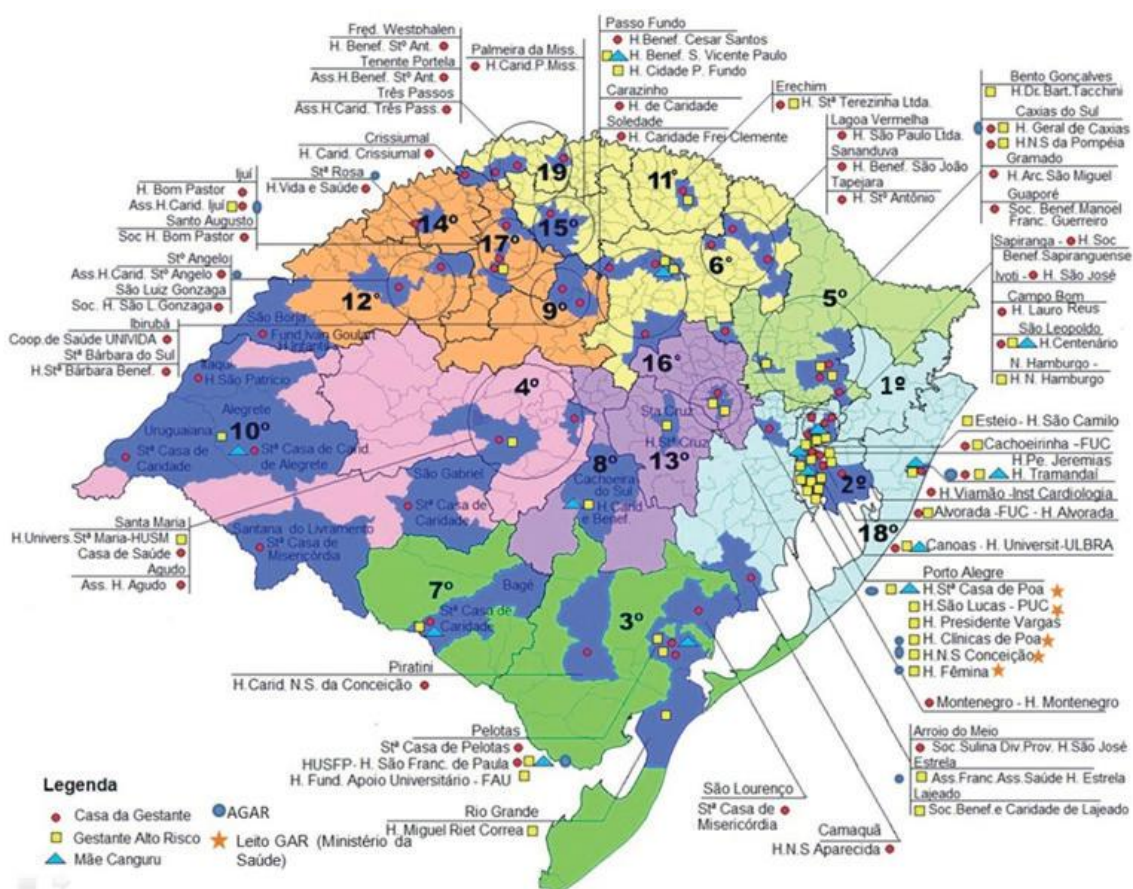 Fred. Westphalen
H. Benef. Stº Ant.
Tenente Portela
Ass.H.Benef. Stº Ant.
Três Passos
Ass.H.Carid. Três Pass.
Palmeira da Miss.
H.Carid.P.Miss.
Passo Fundo
H.Benef. Cesar Santos
H. Benef. S. Vicente Paulo
H. Cidade P. Fundo
Carazinho
H. de Caridade
Soledade
H. Caridade Frei Clemente
Erechim
H. Stª Terezinha Ltda.
Lagoa Vermelha
H. São Paulo Ltda.
Sananduva
H. Benef. São João
Tapejara
H. Stº Antônio
Bento Gonçalves
H.Dr.Bart.Tacchini
Caxias do Sul
H. Geral de Caxias
H.N.S da Pompéia
Gramado
H. Arc.São Miguel
Guaporé
Soc. Benef.Manoel
Franc. Guerreiro
Sapiranga - H. Soc
Benef.Sapiranguense
Ivoti - H. São José
Campo Bom
H. Lauro Reus
São Leopoldo
H.Centenário
N. Hamburgo -
H.N. Hamburgo
Crissiumal
H. Carid. Crissiumal
Stª Rosa
H.Vida e Saúde
Ijuí
H. Bom Pastor
Ass.H.Carid. Ijuí
Santo Augusto
Soc H. Bom Pastor
Stº Angelo
Ass.H.Carid. Stº Angelo
São Luiz Gonzaga
Soc. H. São L.Gonzaga
Ibirubá
Coop.de Saúde UNIVIDA
Stª Bàrbara do Sul
H.Stª Bàrbara Benef.
19
11º
14º
15º
17º
6º
12º
9º
5º
16º
1º
4º
10º
8º
13º
2º
18º
7º
3º
São Borja
Fund Ivan Goulart
H.Infantil
Itaqui
H.São Patricio
Alegrete
Uruguaiana
Stª Casa de
Caridade
Stª Casa de Carid.
de Alegrete
São Gabriel
Stª Casa de
Caridade
Santana do Livramento
Stª Casa de
Misericórdia
Sta Cruz
H.Stª Cruz
Cachoeira
do Sul
H. Carid.
e Benef.
Bagé
Stª Casa de
Caridade
Santa Maria
H.Univers.Stª Maria-HUSM
Casa de Saúde
Agudo
Ass. H. Agudo
Esteio - H. São Camilo
Cachoeirinha -FUC
H.Pe. Jeremias
H. Tramandaí
H.Viamão -Inst Cardiologia
Alvorada -FUC - H. Alvorada
Canoas - H. Universit-ULBRA
Porto Alegre
H.Stª Casa de Poa
H.São Lucas - PUC
H. Presidente Vargas
H. Clínicas de Poa
H.N.S Conceição
H. Fêmina
Montenegro - H. Montenegro
Arroio do Meio
Soc.Sulina Div.Prov. H.São José
Estrela
Ass.Franc.Ass.Saúde H. Estrela
Lajeado
Soc.Benef.e Caridade de Lajeado
Piratini
H.Carid. N.S. da Conceição
Pelotas
Stª Casa de Pelotas
HUSFP- H. São Franc. de Paula
H. Fund. Apoio Universitário - FAU
Rio Grande
H. Miguel Riet Correa
São Lourenço
Stª Casa de
Misericórdia
Camaquã
H.N.S Aparecida
Legenda
Casa da Gestante
Gestante Alto Risco
Mãe Canguru
AGAR
Leito GAR (Ministério da
Saúde)